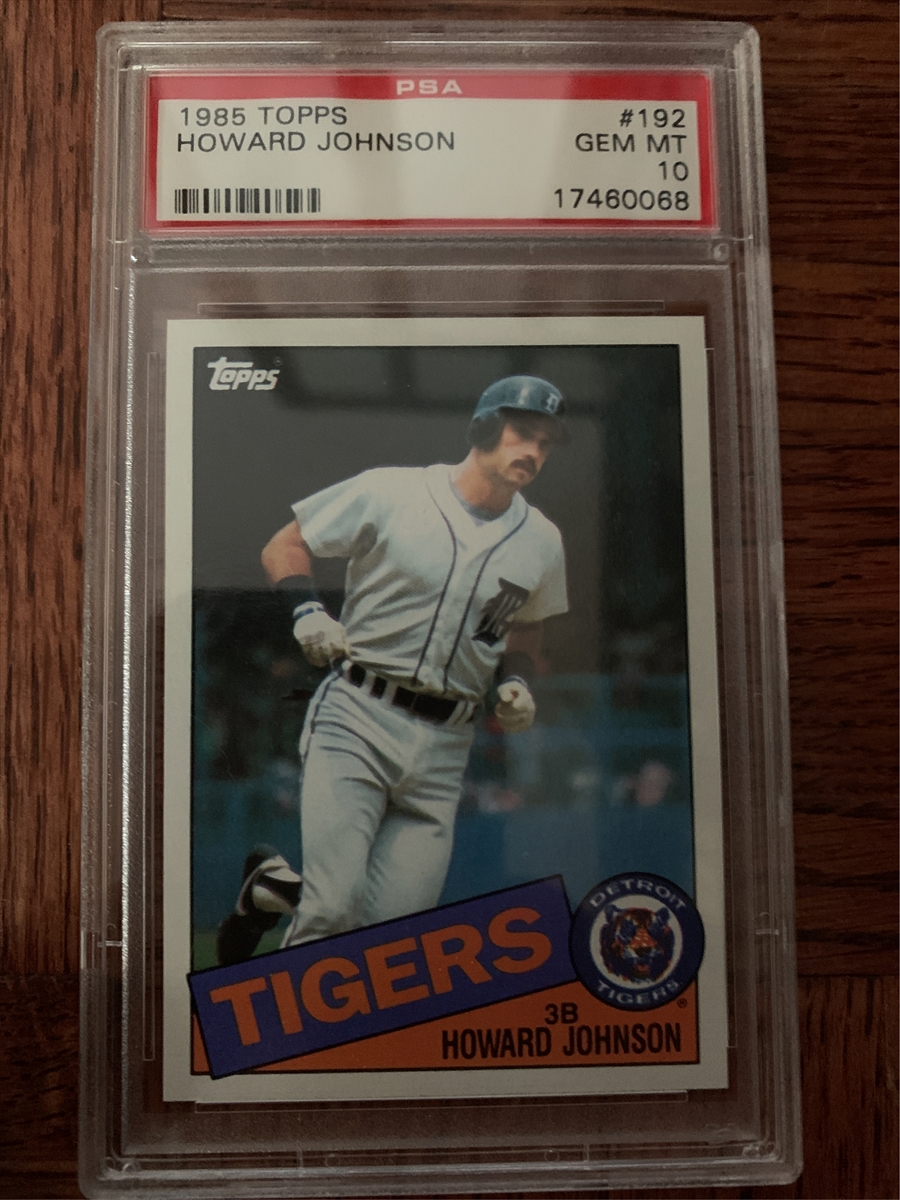 PSA
1985 TOPPS #192
HOWARD JOHNSON GEM MT
10
17460068
TOPPS
D
D
DETROIT
TIGERS
TIGERS ®
3B
HOWARD JOHNSON